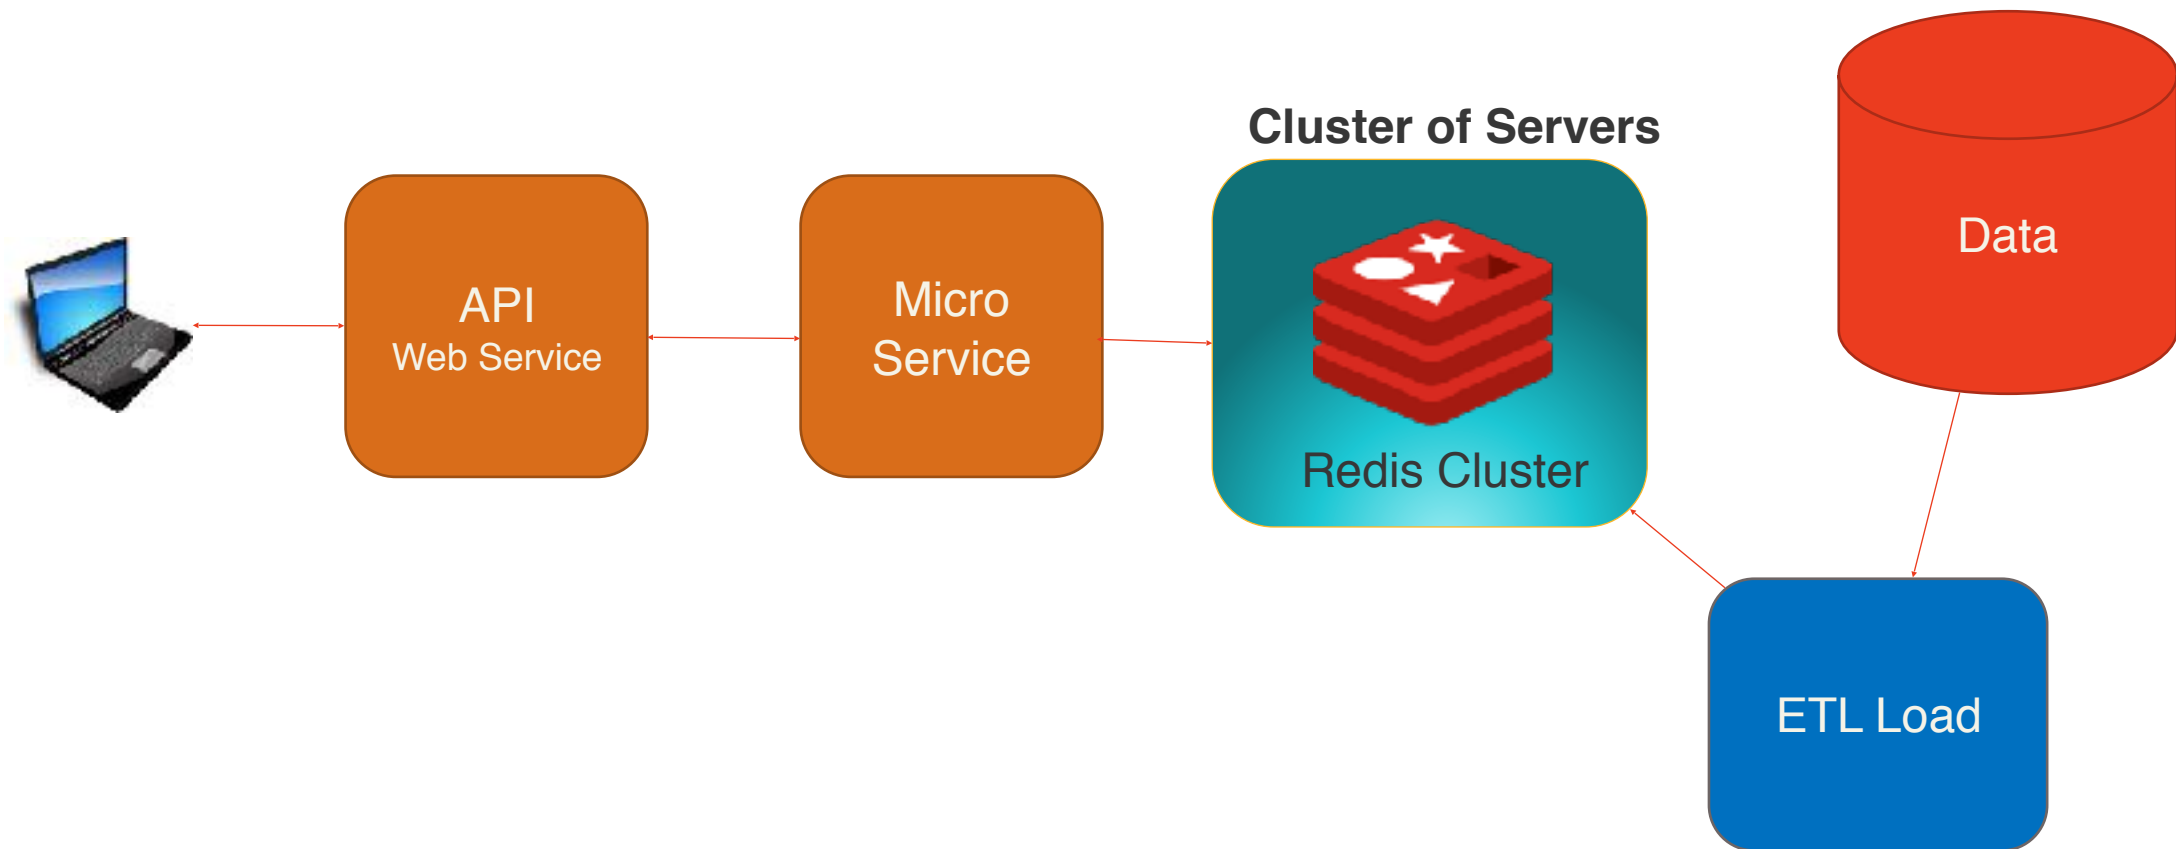 Cluster of Servers
API
Web Service
Micro
Service
Redis Cluster
Data
ETL Load